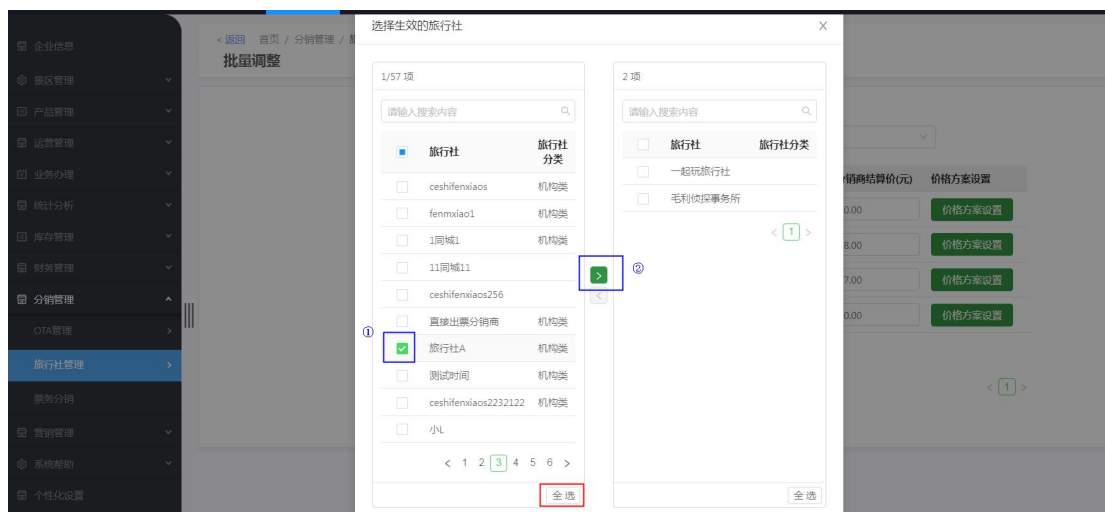 企业信息
景区管理
产品管理
运营管理
业务办理
统计分析
库存管理
财务管理
分销管理
OTA管理
旅行社管理
票务分销
营销管理
系统帮助
个性化设置
< 返回 首页 / 分销管理 /
批量调整
选择生效的旅行社 X
1/57 项
请输入搜索内容
旅行社 旅行社分类
ceshifenxiaos 机构类
fenmxiao1 机构类
1同城1 机构类
11同城11
ceshifenxiaos256
直接出票分销商 机构类
① 旅行社A 机构类
测试时间 机构类
ceshifenxiaos2232122 机构类
小L
< 1 2 3 4 5 6 >
全选
> ②
<
2 项
请输入搜索内容
旅行社 旅行社分类
一起玩旅行社
毛利侦探事务所
< 1 >
全选
销商结算价(元) 价格方案设置
0.00 价格方案设置
8.00 价格方案设置
7.00 价格方案设置
0.00 价格方案设置
< 1 >